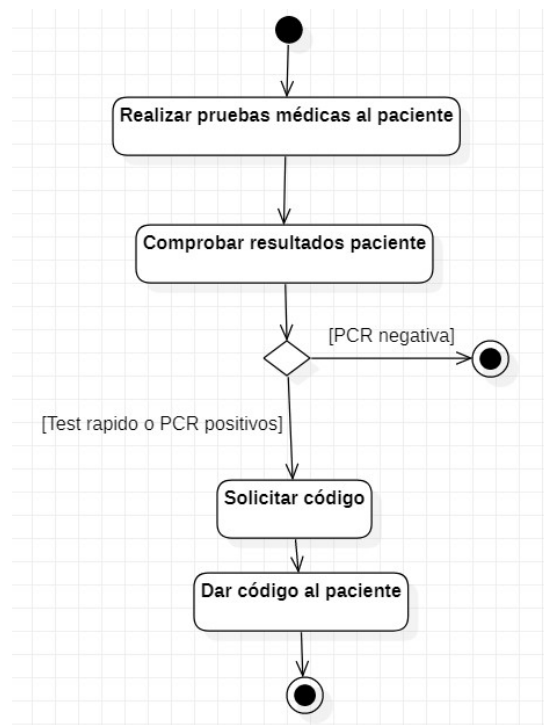 Realizar pruebas médicas al paciente
Comprobar resultados paciente
[PCR negativa]
[Test rapido o PCR positivos]
Solicitar código
Dar código al paciente